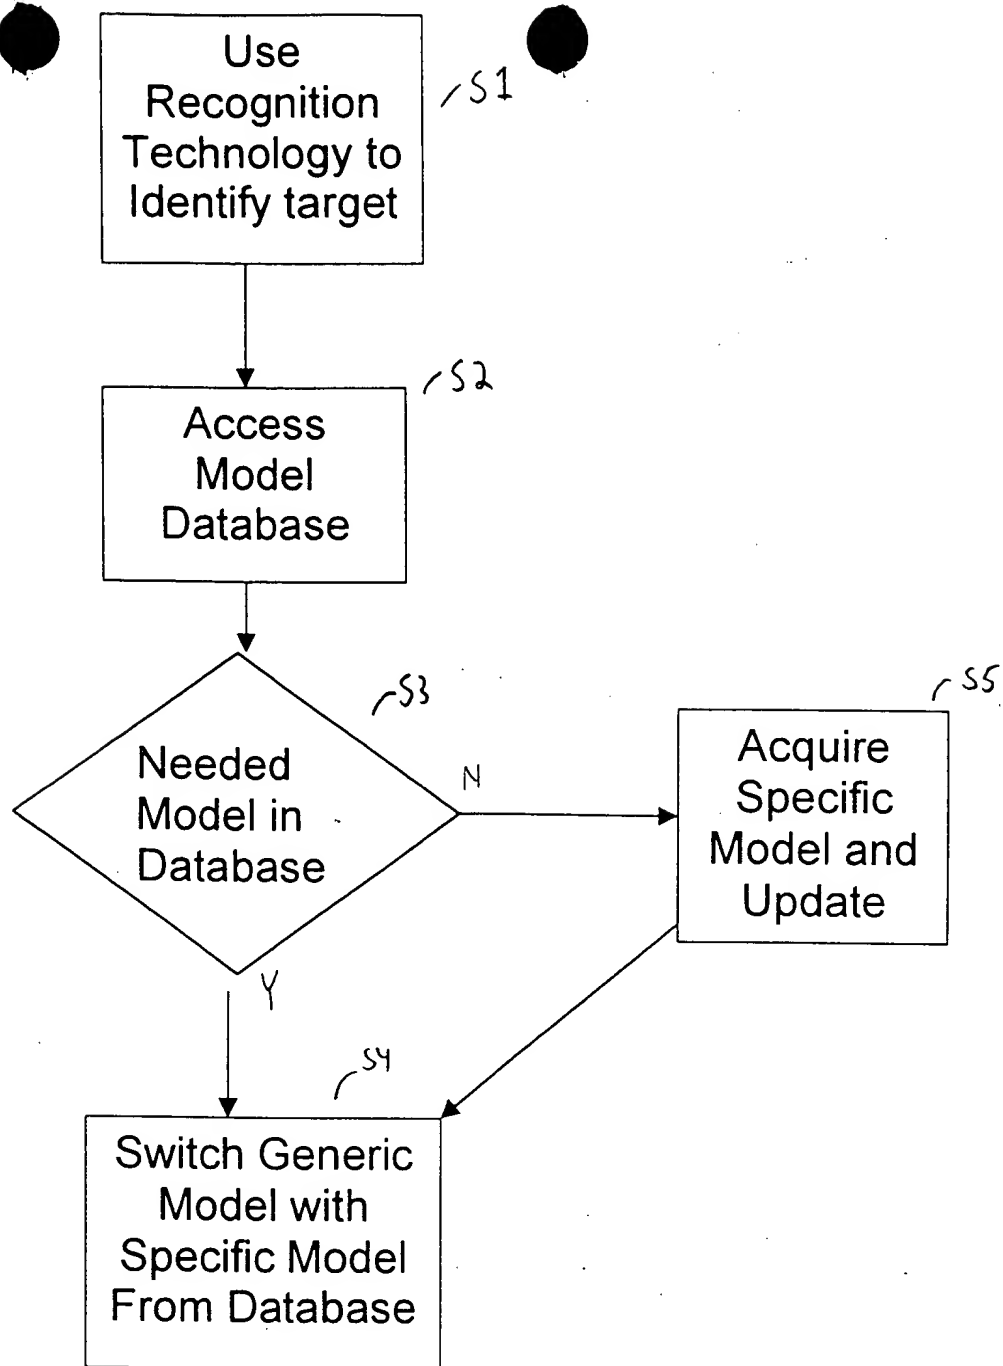 Use
Recognition
Technology to
Identify target
S1
S2
Access
Model
Database
S3
Needed
Model in
Database
N
S5
Acquire
Specific
Model and
Update
Y
S4
Switch Generic
Model with
Specific Model
From Database